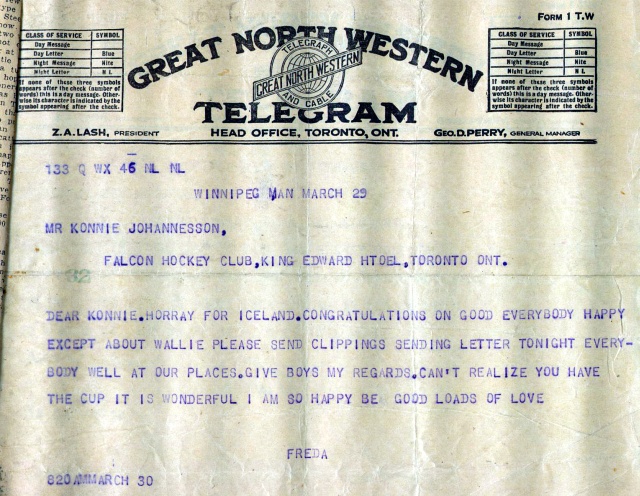 FORM 1 T.W
CLASS OF SERVICE SYMBOL
Day Message
Day Letter Blue
Night Message Nite
Night Letter N L
If none of these three symbols
appears after the check (number of
words) this is a day message. Other-
wise its character is indicated by the
symbol appearing after the check.
GREAT NORTH WESTERN
TELEGRAPH
GREAT NORTH WESTERN
AND CABLE
TELEGRAM
CLASS OF SERVICE SYMBOL
Day Message
Day Letter Blue
Night Message Nite
Night Letter N L
If none of these three symbols
appears after the check (number of
words) this is a day message. Other-
wise its character is indicated by the
symbol appearing after the check.
Z.A. LASH, PRESIDENT HEAD OFFICE, TORONTO, ONT. GEO. D. PERRY, GENERAL MANAGER
133 Q WX 46 NL NL
WINNIPEG MAN MARCH 29
MR KONNIE JOHANNESSON,
FALCON HOCKEY CLUB, KING EDWARD HTOEL, TORONTO ONT.
32
DEAR KONNIE.HORRAY FOR ICELAND.CONGRATULATIONS ON GOOD EVERYBODY HAPPY
EXCEPT ABOUT WALLIE PLEASE SEND CLIPPINGS SENDING LETTER TONIGHT EVERY-
BODY WELL AT OUR PLACES.GIVE BOYS MY REGARDS.CAN'T REALIZE YOU HAVE
THE CUP IT IS WONDERFUL I AM SO HAPPY BE GOOD LOADS OF LOVE
FREDA
820AMMARCH 30